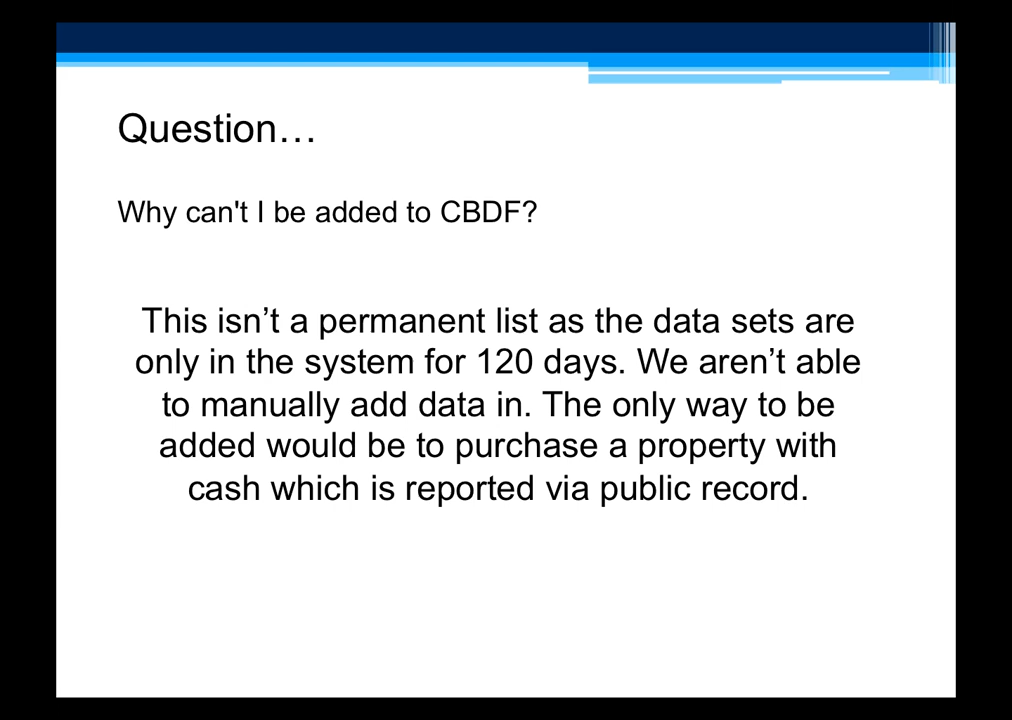 Question…
Why can't I be added to CBDF?
This isn’t a permanent list as the data sets are
only in the system for 120 days. We aren’t able
to manually add data in. The only way to be
added would be to purchase a property with
cash which is reported via public record.